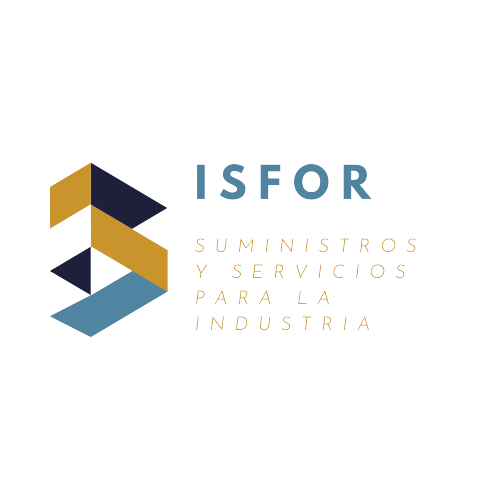 ISFOR
SUMINISTROS
Y SERVICIOS
PARA LA
INDUSTRIA